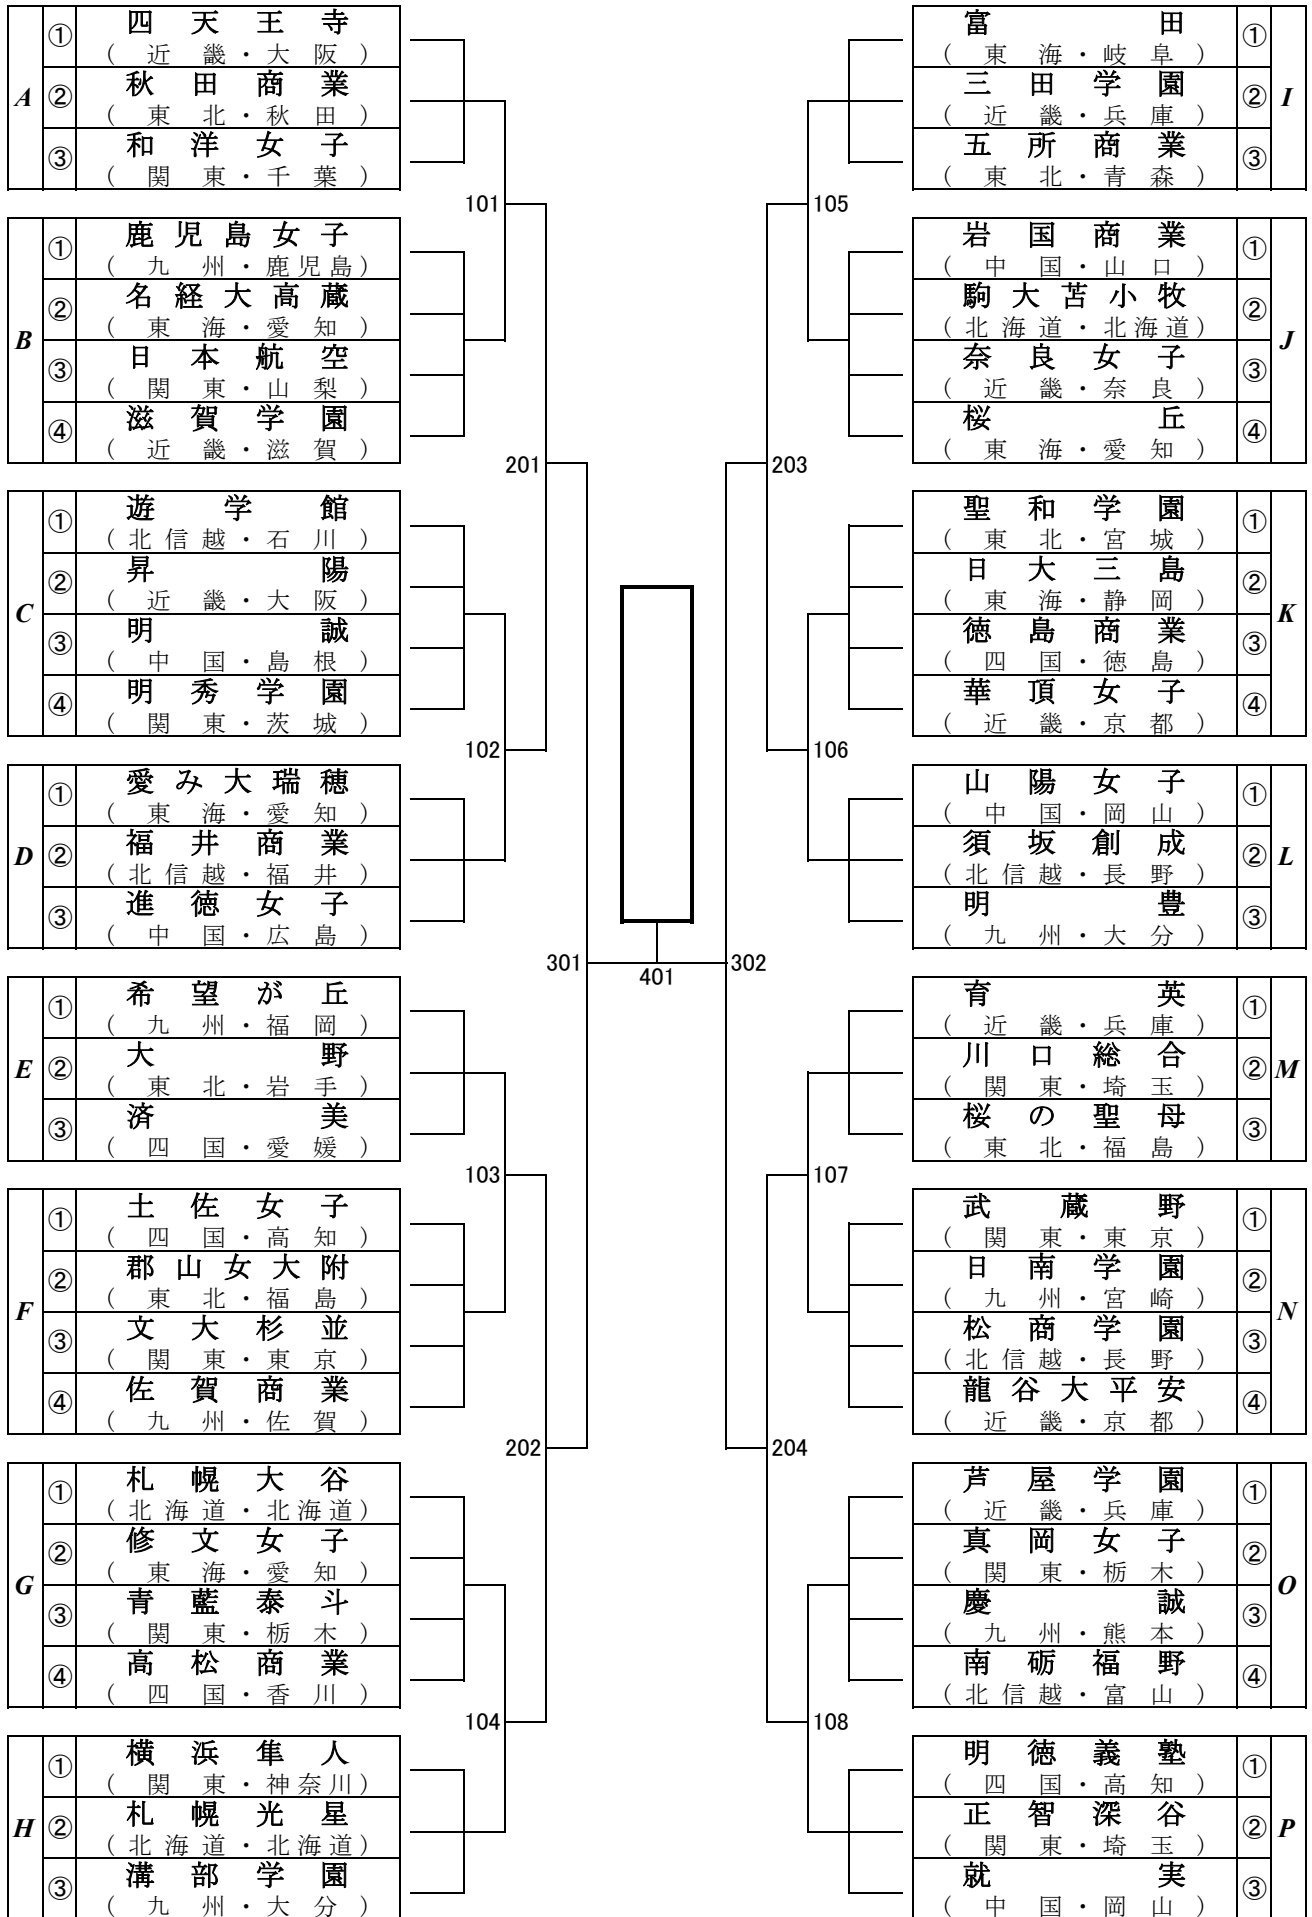 A
① 四天王寺
(近畿・大阪)
② 秋田商業
(東北・秋田)
③ 和洋女子
(関東・千葉)
101
B
① 鹿児島女子
(九州・鹿児島)
② 名経大高蔵
(東海・愛知)
③ 日本航空
(関東・山梨)
④ 滋賀学園
(近畿・滋賀)
201
C
① 遊学館
(北信越・石川)
② 昇陽
(近畿・大阪)
③ 明誠
(中国・島根)
④ 明秀学園
(関東・茨城)
102
D
① 愛み大瑞穂
(東海・愛知)
② 福井商業
(北信越・福井)
③ 進徳女子
(中国・広島)
301
E
① 希望が丘
(九州・福岡)
② 大野
(東北・岩手)
③ 済美
(四国・愛媛)
103
F
① 土佐女子
(四国・高知)
② 郡山女大附
(東北・福島)
③ 文大杉並
(関東・東京)
④ 佐賀商業
(九州・佐賀)
202
G
① 札幌大谷
(北海道・北海道)
② 修文女子
(東海・愛知)
③ 青藍泰斗
(関東・栃木)
④ 高松商業
(四国・香川)
104
H
① 横浜隼人
(関東・神奈川)
② 札幌光星
(北海道・北海道)
③ 溝部学園
(九州・大分)
401
富田 ①
(東海・岐阜)
三田学園 ②
(近畿・兵庫)
五所商業 ③
(東北・青森)
I
105
岩国商業 ①
(中国・山口)
駒大苫小牧 ②
(北海道・北海道)
奈良女子 ③
(近畿・奈良)
桜丘 ④
(東海・愛知)
J
203
聖和学園 ①
(東北・宮城)
日大三島 ②
(東海・静岡)
徳島商業 ③
(四国・徳島)
華頂女子 ④
(近畿・京都)
K
106
山陽女子 ①
(中国・岡山)
須坂創成 ②
(北信越・長野)
明豊 ③
(九州・大分)
L
302
育英 ①
(近畿・兵庫)
川口総合 ②
(関東・埼玉)
桜の聖母 ③
(東北・福島)
M
107
武蔵野 ①
(関東・東京)
日南学園 ②
(九州・宮崎)
松商学園 ③
(北信越・長野)
龍谷大平安 ④
(近畿・京都)
N
204
芦屋学園 ①
(近畿・兵庫)
真岡女子 ②
(関東・栃木)
慶誠 ③
(九州・熊本)
南砺福野 ④
(北信越・富山)
O
108
明徳義塾 ①
(四国・高知)
正智深谷 ②
(関東・埼玉)
就実 ③
(中国・岡山)
P